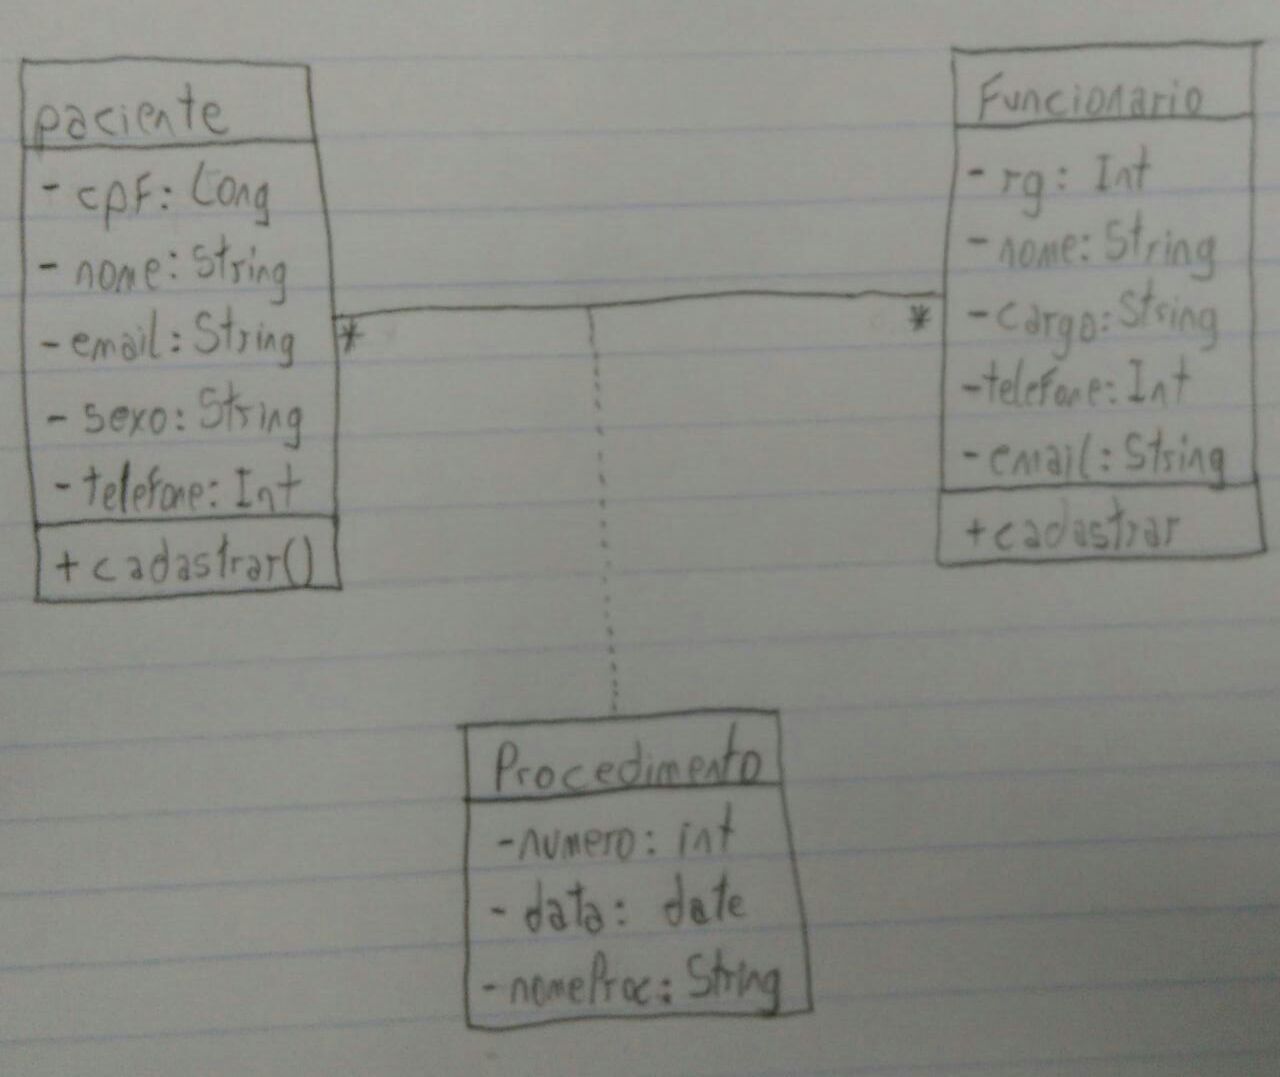 paciente
- cpf: Long
- nome: String
- email: String
- sexo: String
- telefone: Int
+ cadastrar()
*
*
Funcionario
- rg: Int
- nome: String
- cargo: String
- telefone: Int
- email: String
+ cadastrar
Procedimento
- numero: int
- data: date
- nomeProc: String